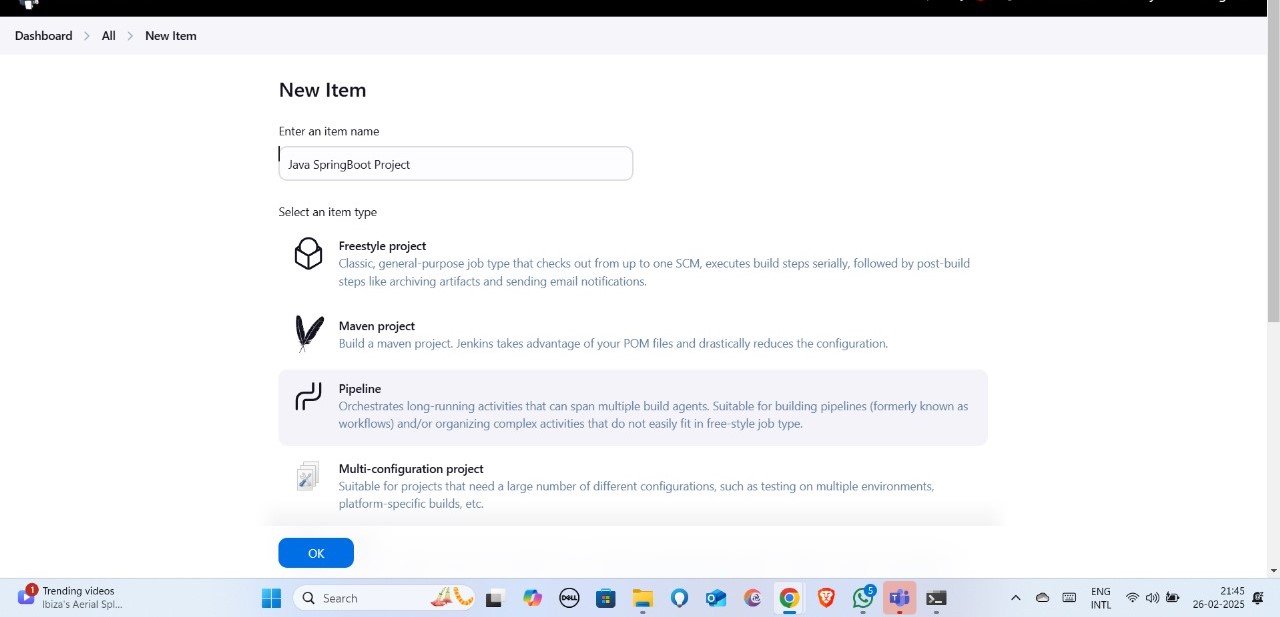 Dashboard > All > New Item
New Item
Enter an item name
Java SpringBoot Project
Select an item type
Freestyle project
Classic, general-purpose job type that checks out from up to one SCM, executes build steps serially, followed by post-build
steps like archiving artifacts and sending email notifications.
Maven project
Build a maven project. Jenkins takes advantage of your POM files and drastically reduces the configuration.
Pipeline
Orchestrates long-running activities that can span multiple build agents. Suitable for building pipelines (formerly known as
workflows) and/or organizing complex activities that do not easily fit in free-style job type.
Multi-configuration project
Suitable for projects that need a large number of different configurations, such as testing on multiple environments,
platform-specific builds, etc.
OK
1
Trending videos
Ibiza's Aerial Spl...
Search
DELL
5
ENG
INTL
21:45
26-02-2025